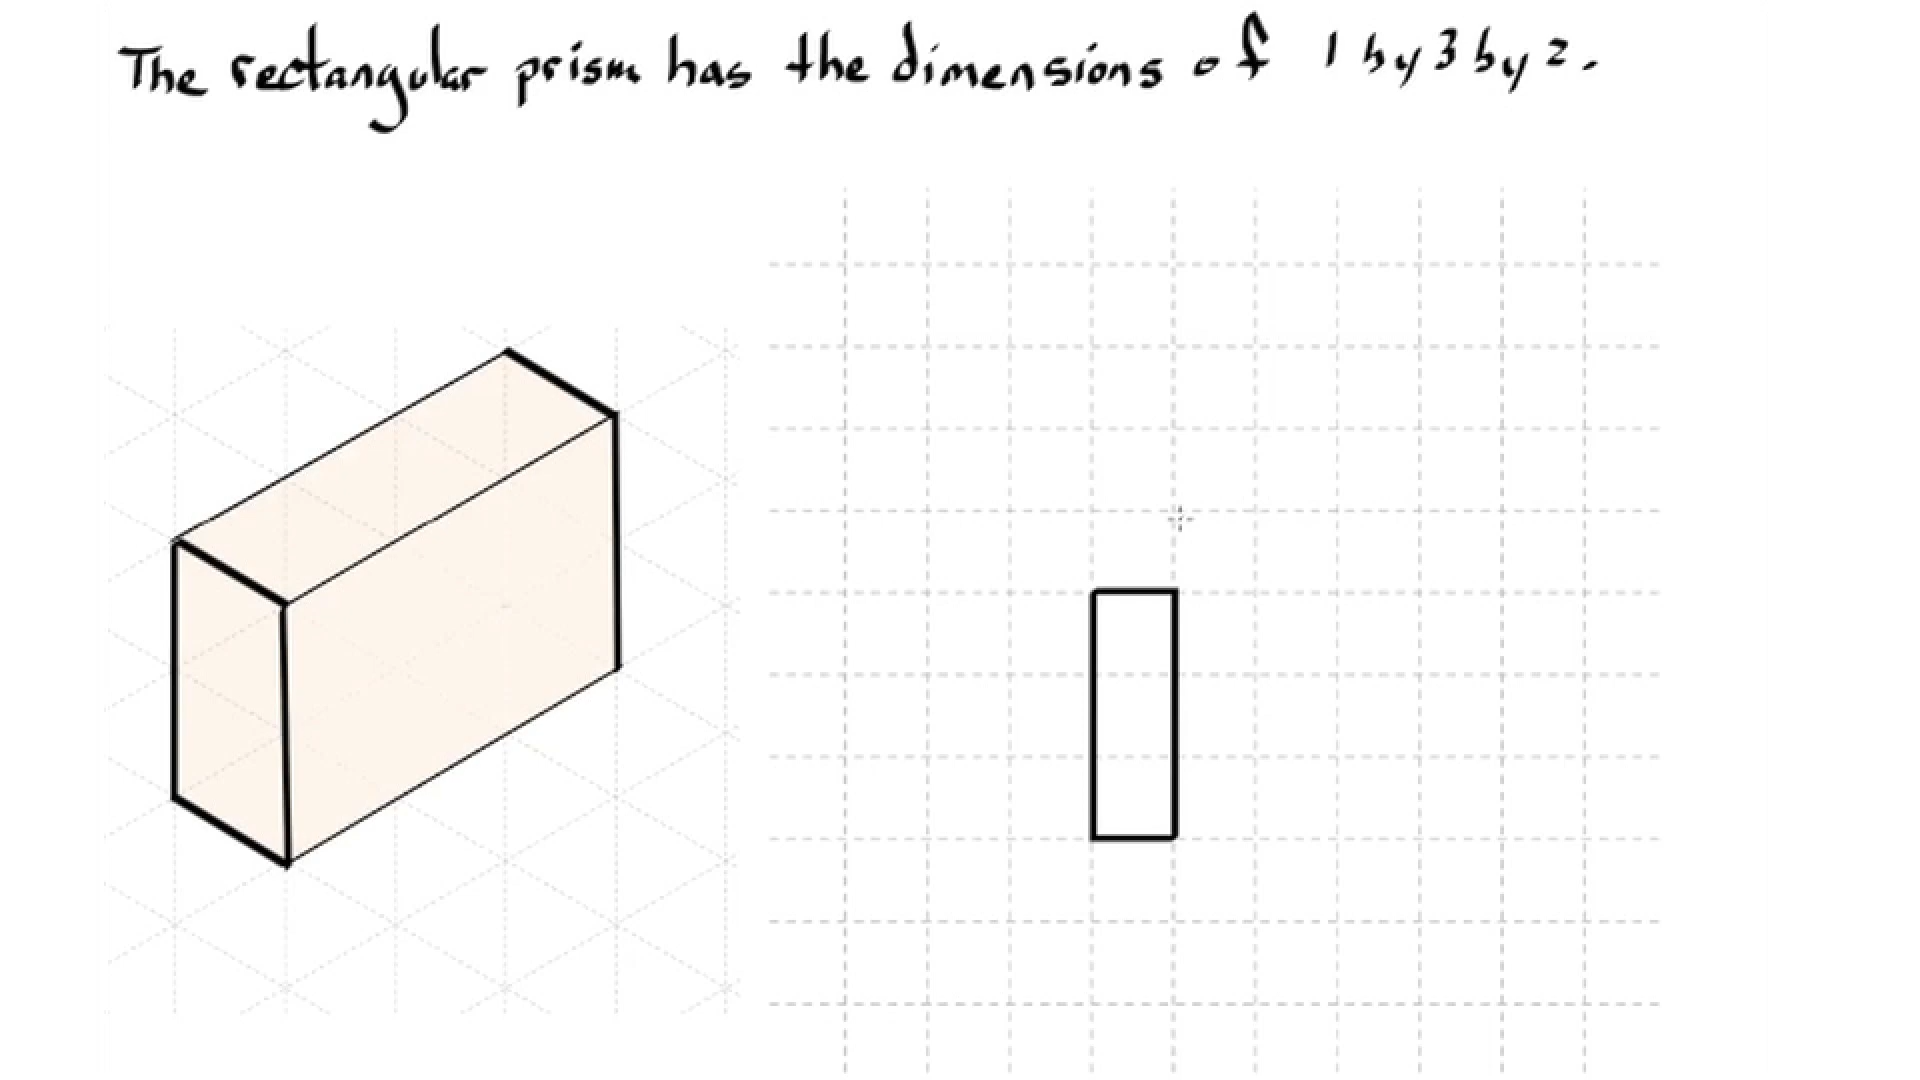 The rectangular prism has the dimensions of 1 by 3 by 2.